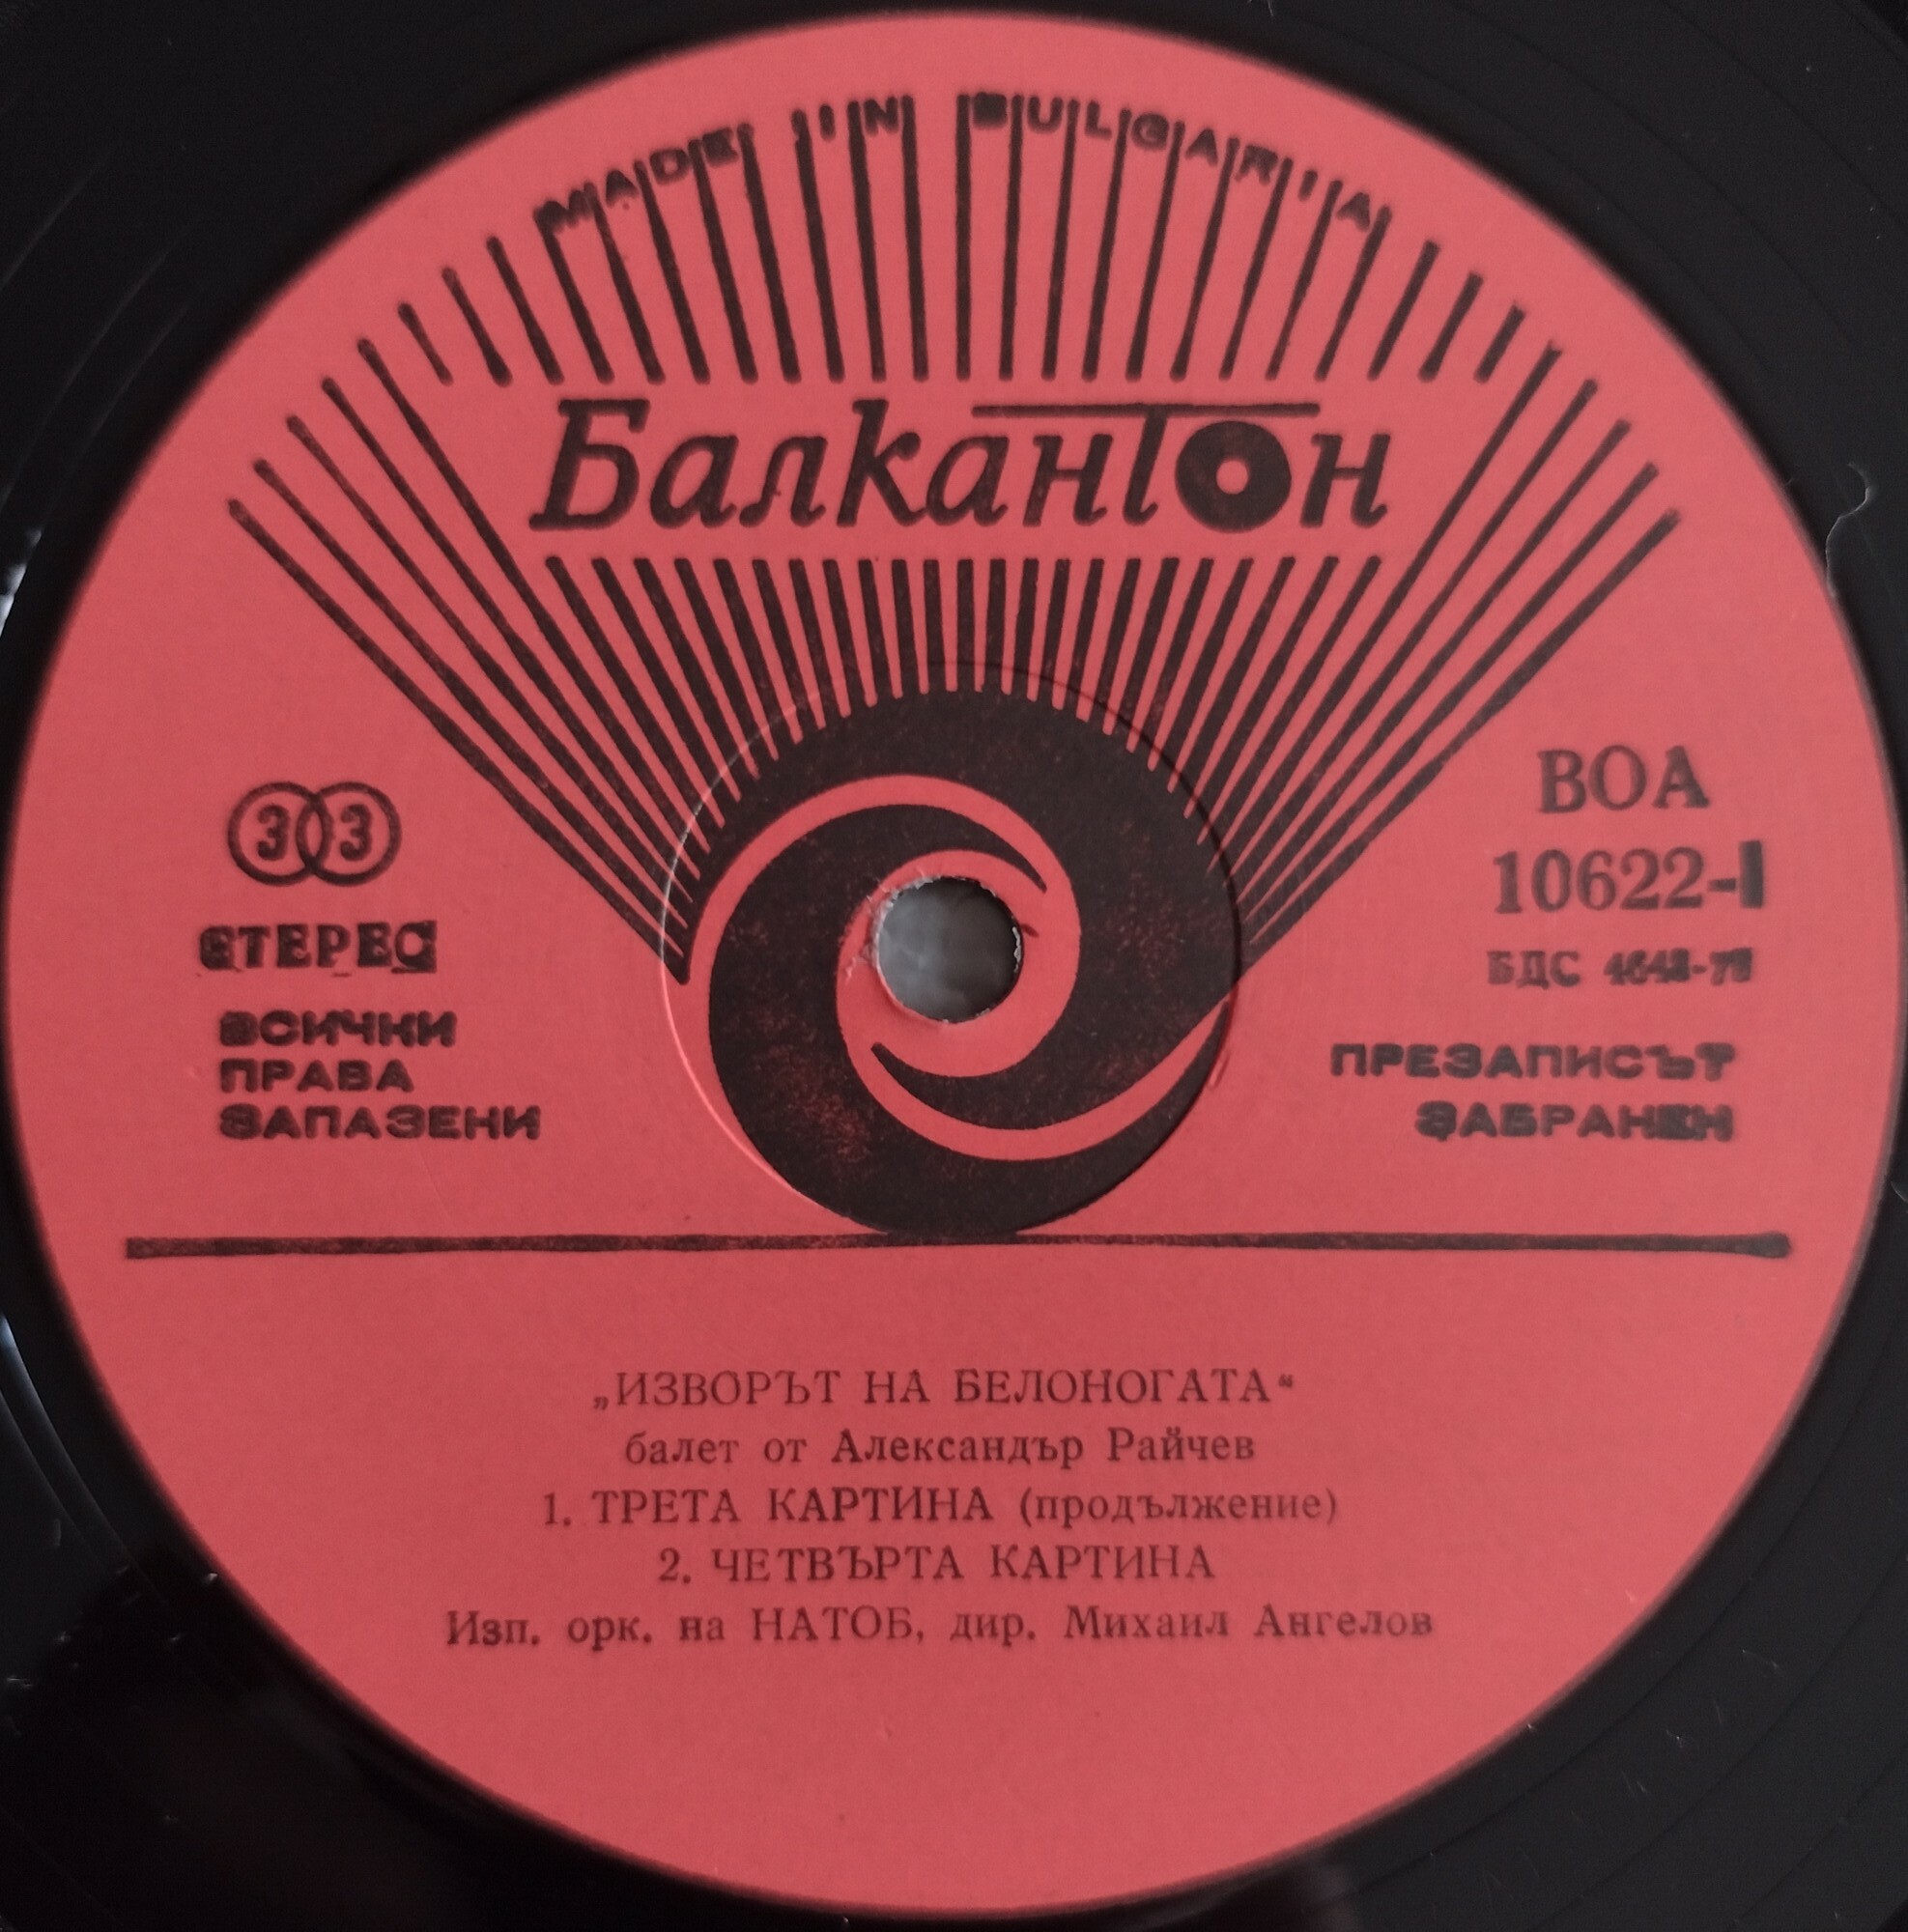 MADE IN BULGARIA
Балкантон
33
СТЕРЕО
ВСИЧКИ
ПРАВА
ЗАПАЗЕНИ
ВОА
10622-I
БДС
ПРЕЗАПИСЪТ
ЗАБРАНЕН
„ИЗВОРЪТ НА БЕЛОНОГАТА“
балет от Александър Райчев
1. ТРЕТА КАРТИНА (продължение)
2. ЧЕТВЪРТА КАРТИНА
Изп. орк. на НАТОБ, дир. Михаил Ангелов